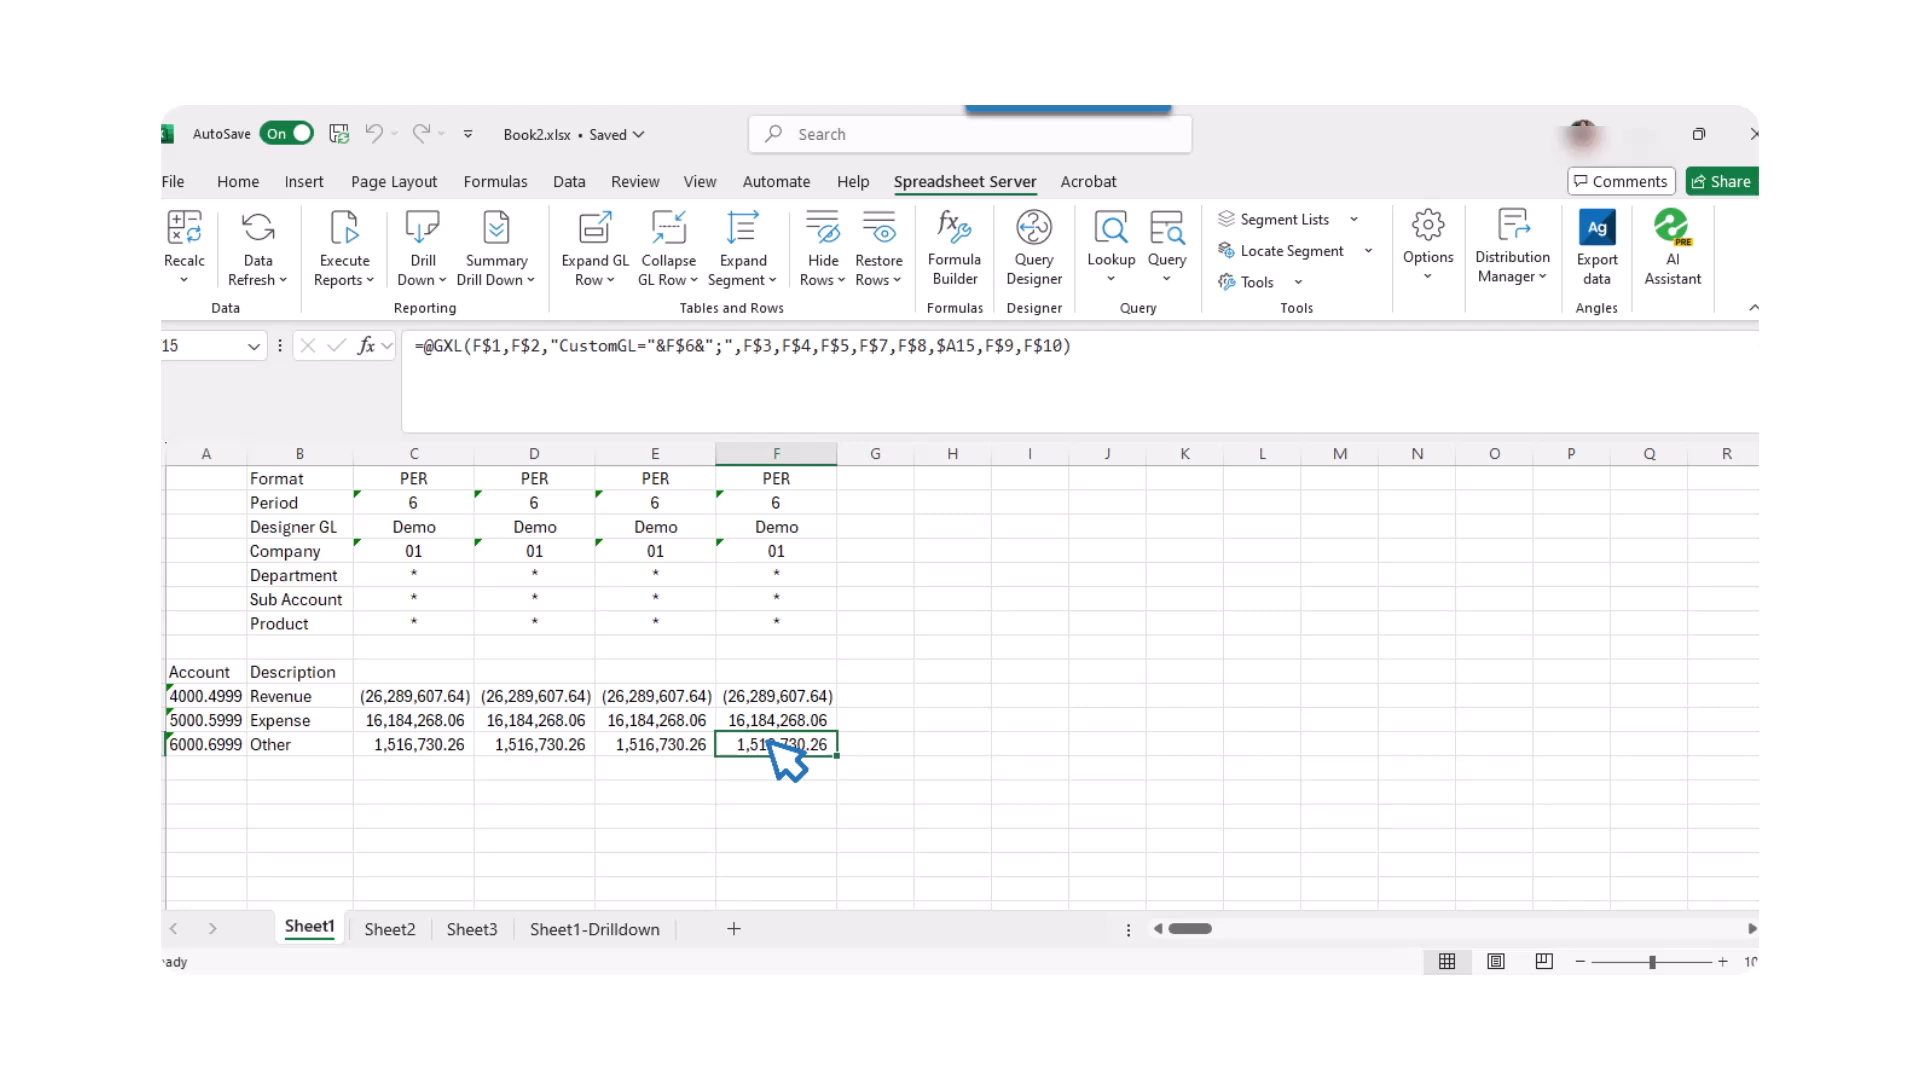 AutoSave On Book2.xlsx • Saved Search
File Home Insert Page Layout Formulas Data Review View Automate Help Spreadsheet Server Acrobat Comments Share
Recalc
Data Refresh
Execute Reports
Drill Down
Summary Drill Down
Expand GL Row
Collapse GL Row
Expand Segment
Hide Rows
Restore Rows
Formula Builder
Query Designer
Lookup
Query
Segment Lists
Locate Segment
Tools
Options
Distribution Manager
Ag
Export data
PRE
AI Assistant
Data Reporting Tables and Rows Formulas Designer Query Tools Angles
15 fx =@GXL(F$1,F$2,"CustomGL="&F$6&";",F$3,F$4,F$5,F$7,F$8,$A15,F$9,F$10)
A B C D E F G H I J K L M N O P Q R
Format PER PER PER PER
Period 6 6 6 6
Designer GL Demo Demo Demo Demo
Company 01 01 01 01
Department * * * *
Sub Account * * * *
Product * * * *
Account Description
4000.4999 Revenue (26,289,607.64) (26,289,607.64) (26,289,607.64) (26,289,607.64)
5000.5999 Expense 16,184,268.06 16,184,268.06 16,184,268.06 16,184,268.06
6000.6999 Other 1,516,730.26 1,516,730.26 1,516,730.26
Sheet1 Sheet2 Sheet3 Sheet1-Drilldown +
ady